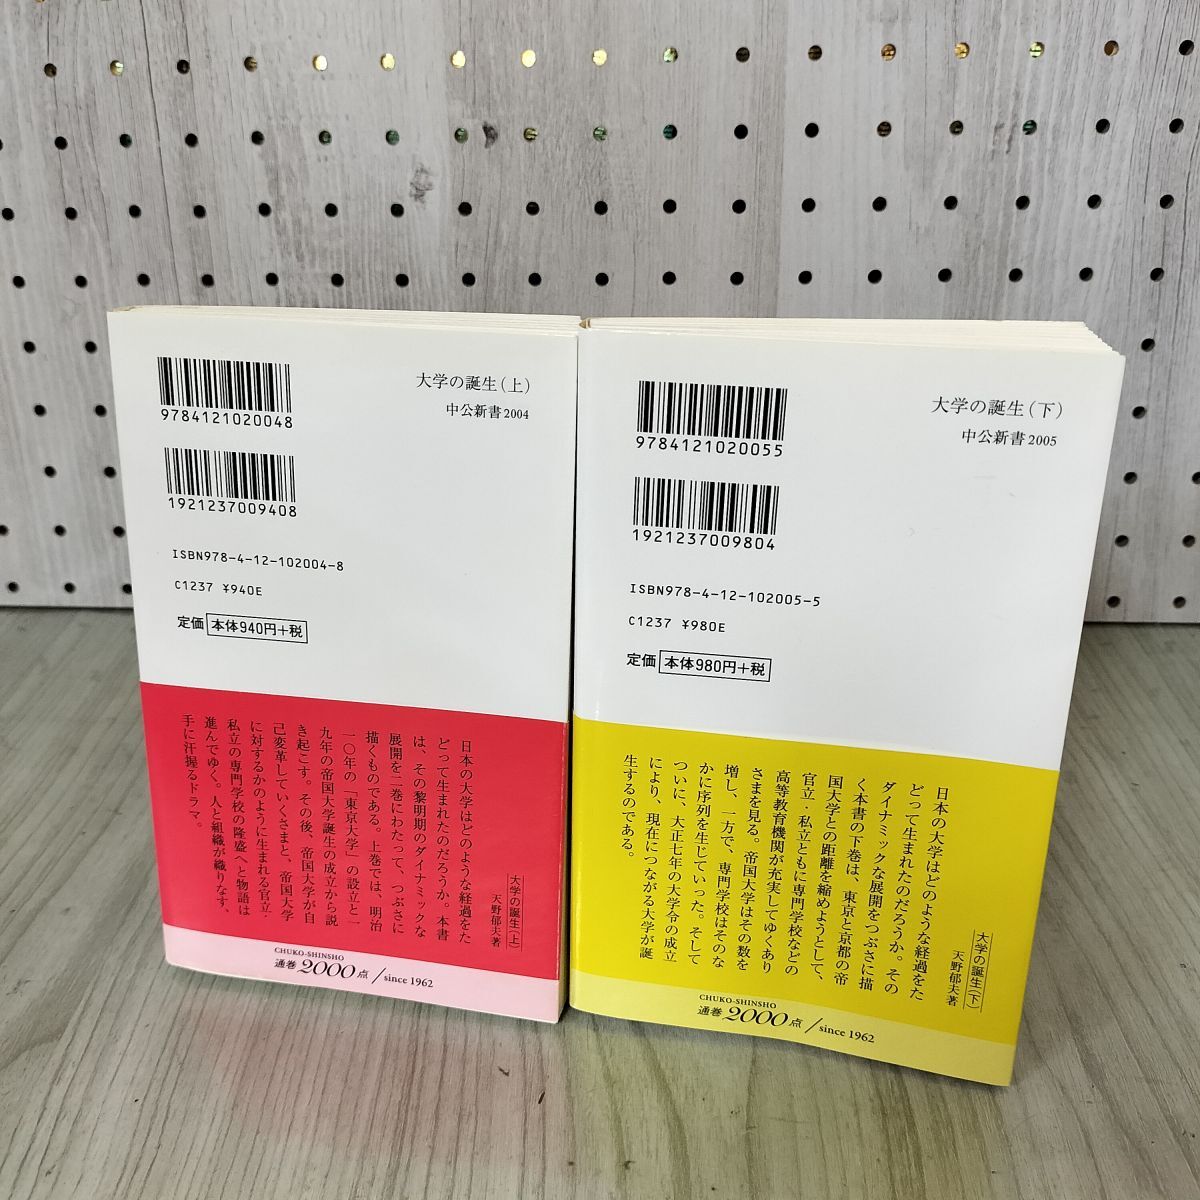 9784121020048
大学の誕生(上)
中公新書2004
1921237009408
ISBN978-4-12-102004-8
C1237 ¥940E
定価 本体940円+税
大学の誕生(上)
天野郁夫著
日本の大学はどのような経過をた
どって生まれたのだろうか。本書
は、その黎明期のダイナミックな
展開を二巻にわたって、つぶさに
描くものである。上巻では、明治
一〇年の「東京大学」の設立と一
九年の帝国大学誕生の成立から説
き起こす。その後、帝国大学が自
己変革していくさまと、帝国大学
に対するかのように生まれる官立・
私立の専門学校の隆盛へと物語は
進んでゆく。人と組織が織りなす、
手に汗握るドラマ。
CHUKO-SHINSHO
通巻2000点/since 1962
9784121020055
大学の誕生(下)
中公新書2005
1921237009804
ISBN978-4-12-102005-5
C1237 ¥980E
定価 本体980円+税
大学の誕生(下)
天野郁夫著
日本の大学はどのような経過をた
どって生まれたのだろうか。その
ダイナミックな展開をつぶさに描
く本書の下巻は、東京と京都の帝
国大学との距離を縮めようとして、
官立・私立ともに専門学校などの
高等教育機関が充実してゆくあり
さまを見る。帝国大学はその数を
増し、一方で、専門学校はそのな
かに序列を生じていった。そして
ついに、大正七年の大学令の成立
により、現在につながる大学が誕
生するのである。
CHUKO-SHINSHO
通巻2000点/since 1962